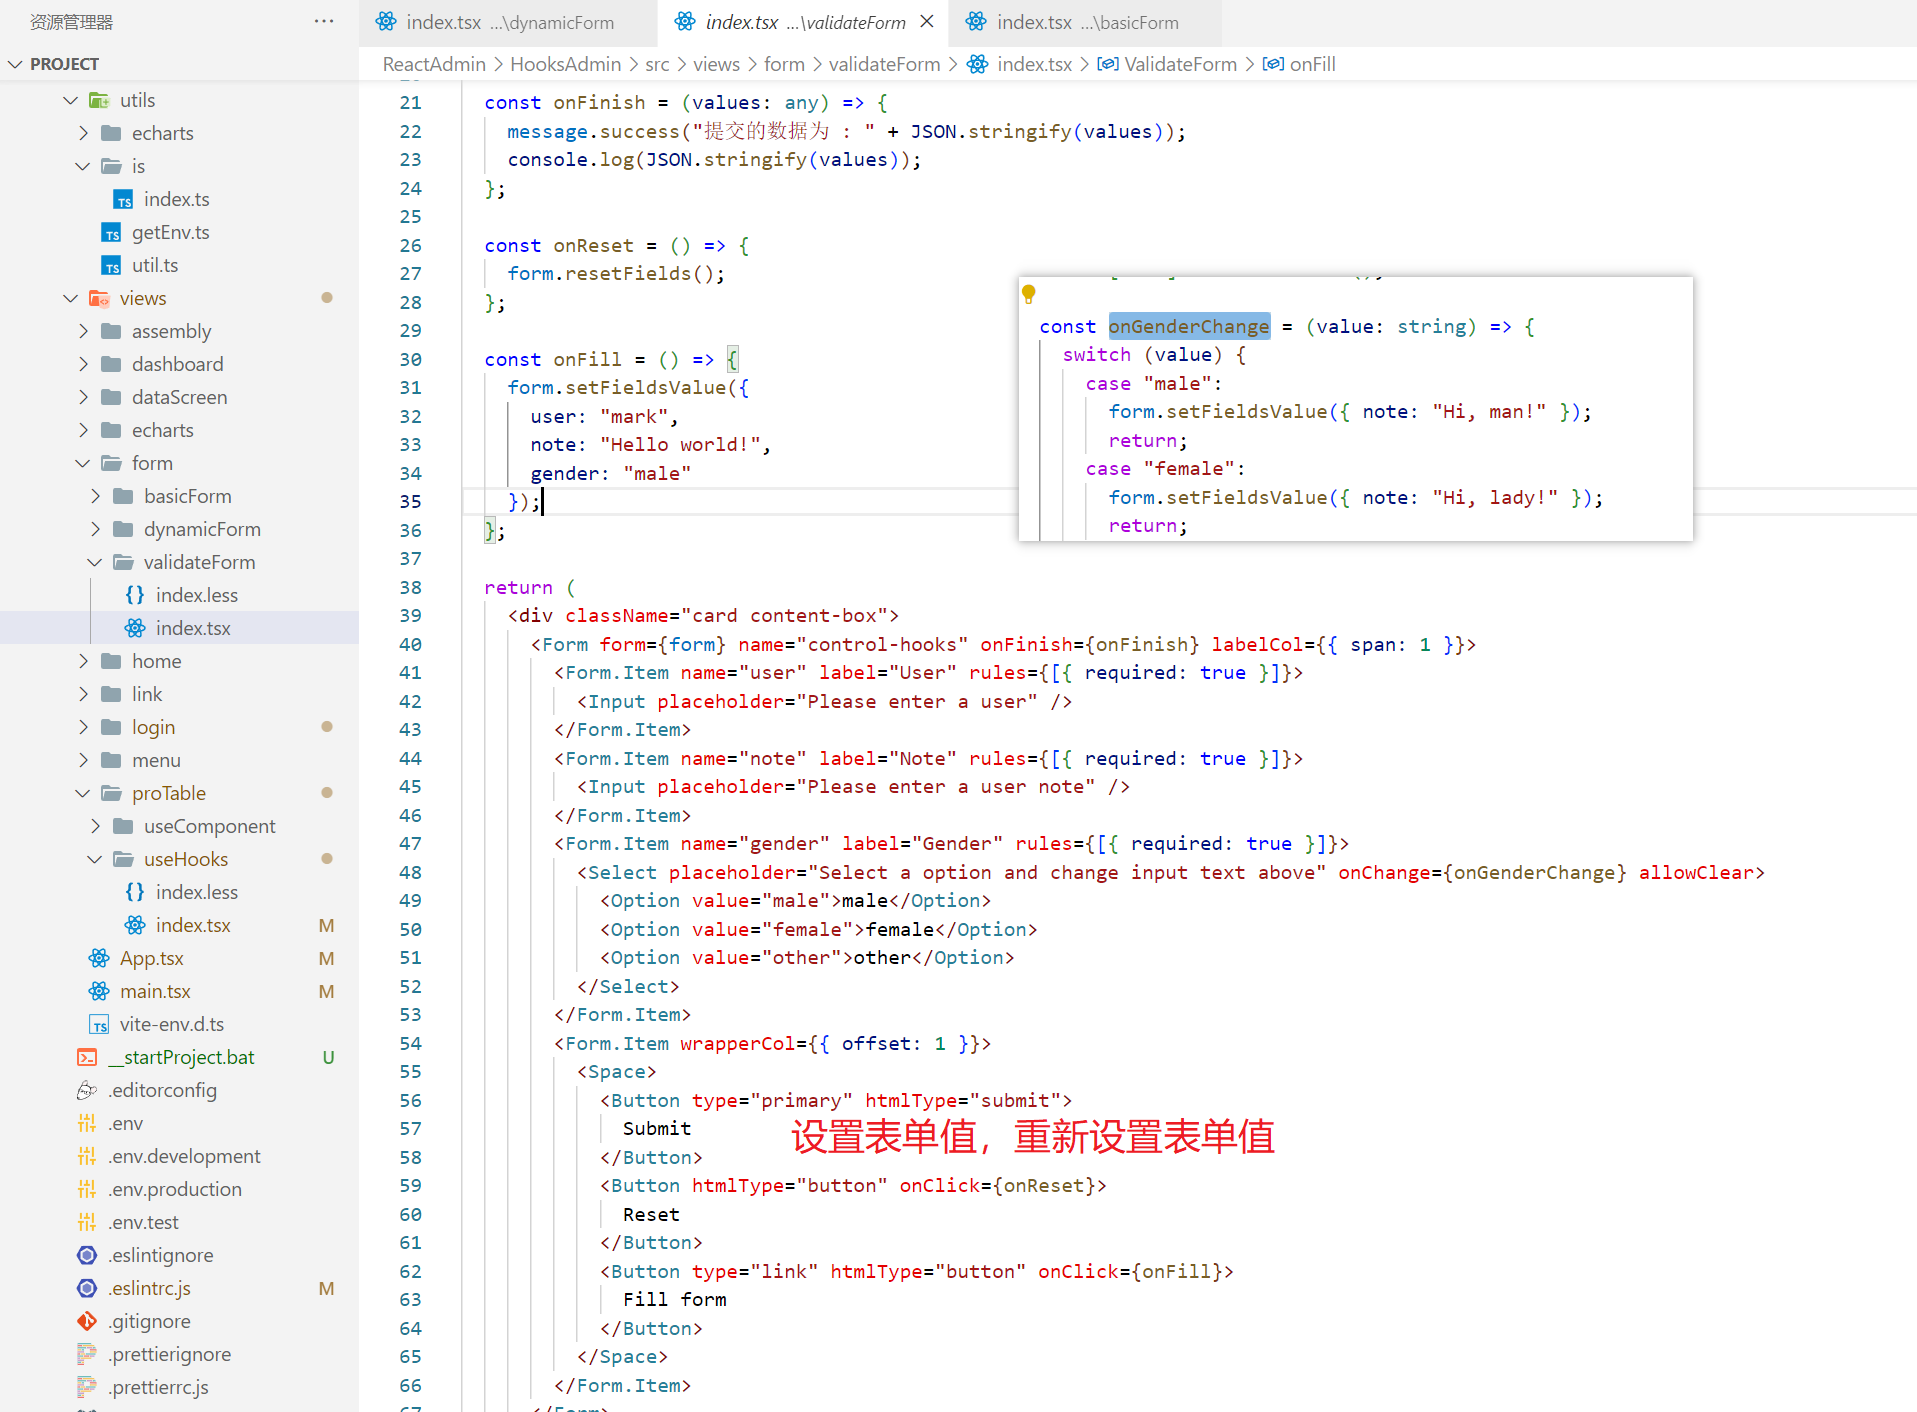 资源管理器
···
PROJECT
utils
echarts
is
index.ts
getEnv.ts
util.ts
views
assembly
dashboard
dataScreen
echarts
form
basicForm
dynamicForm
validateForm
index.less
index.tsx
home
link
login
menu
proTable
useComponent
useHooks
index.less
index.tsx M
App.tsx M
main.tsx M
vite-env.d.ts
__startProject.bat U
.editorconfig
.env
.env.development
.env.production
.env.test
.eslintignore
.eslintrc.js M
.gitignore
.prettierignore
.prettierrc.js
index.tsx ...\dynamicForm
index.tsx ...\validateForm
index.tsx ...\basicForm
ReactAdmin > HooksAdmin > src > views > form > validateForm > index.tsx > ValidateForm > onFill
21 const onFinish = (values: any) => {
22 message.success("提交的数据为 : " + JSON.stringify(values));
23 console.log(JSON.stringify(values));
24 };
25
26 const onReset = () => {
27 form.resetFields();
28 };
29
30 const onFill = () => {
31 form.setFieldsValue({
32 user: "mark",
33 note: "Hello world!",
34 gender: "male"
35 });
36 };
37
38 return (
39 <div className="card content-box">
40 <Form form={form} name="control-hooks" onFinish={onFinish} labelCol={{ span: 1 }}>
41 <Form.Item name="user" label="User" rules={[{ required: true }]}>
42 <Input placeholder="Please enter a user" />
43 </Form.Item>
44 <Form.Item name="note" label="Note" rules={[{ required: true }]}>
45 <Input placeholder="Please enter a user note" />
46 </Form.Item>
47 <Form.Item name="gender" label="Gender" rules={[{ required: true }]}>
48 <Select placeholder="Select a option and change input text above" onChange={onGenderChange} allowClear>
49 <Option value="male">male</Option>
50 <Option value="female">female</Option>
51 <Option value="other">other</Option>
52 </Select>
53 </Form.Item>
54 <Form.Item wrapperCol={{ offset: 1 }}>
55 <Space>
56 <Button type="primary" htmlType="submit">
57 Submit
58 </Button>
59 <Button htmlType="button" onClick={onReset}>
60 Reset
61 </Button>
62 <Button type="link" htmlType="button" onClick={onFill}>
63 Fill form
64 </Button>
65 </Space>
66 </Form.Item>
67 </Form>
const onGenderChange = (value: string) => {
switch (value) {
case "male":
form.setFieldsValue({ note: "Hi, man!" });
return;
case "female":
form.setFieldsValue({ note: "Hi, lady!" });
return;
设置表单值，重新设置表单值